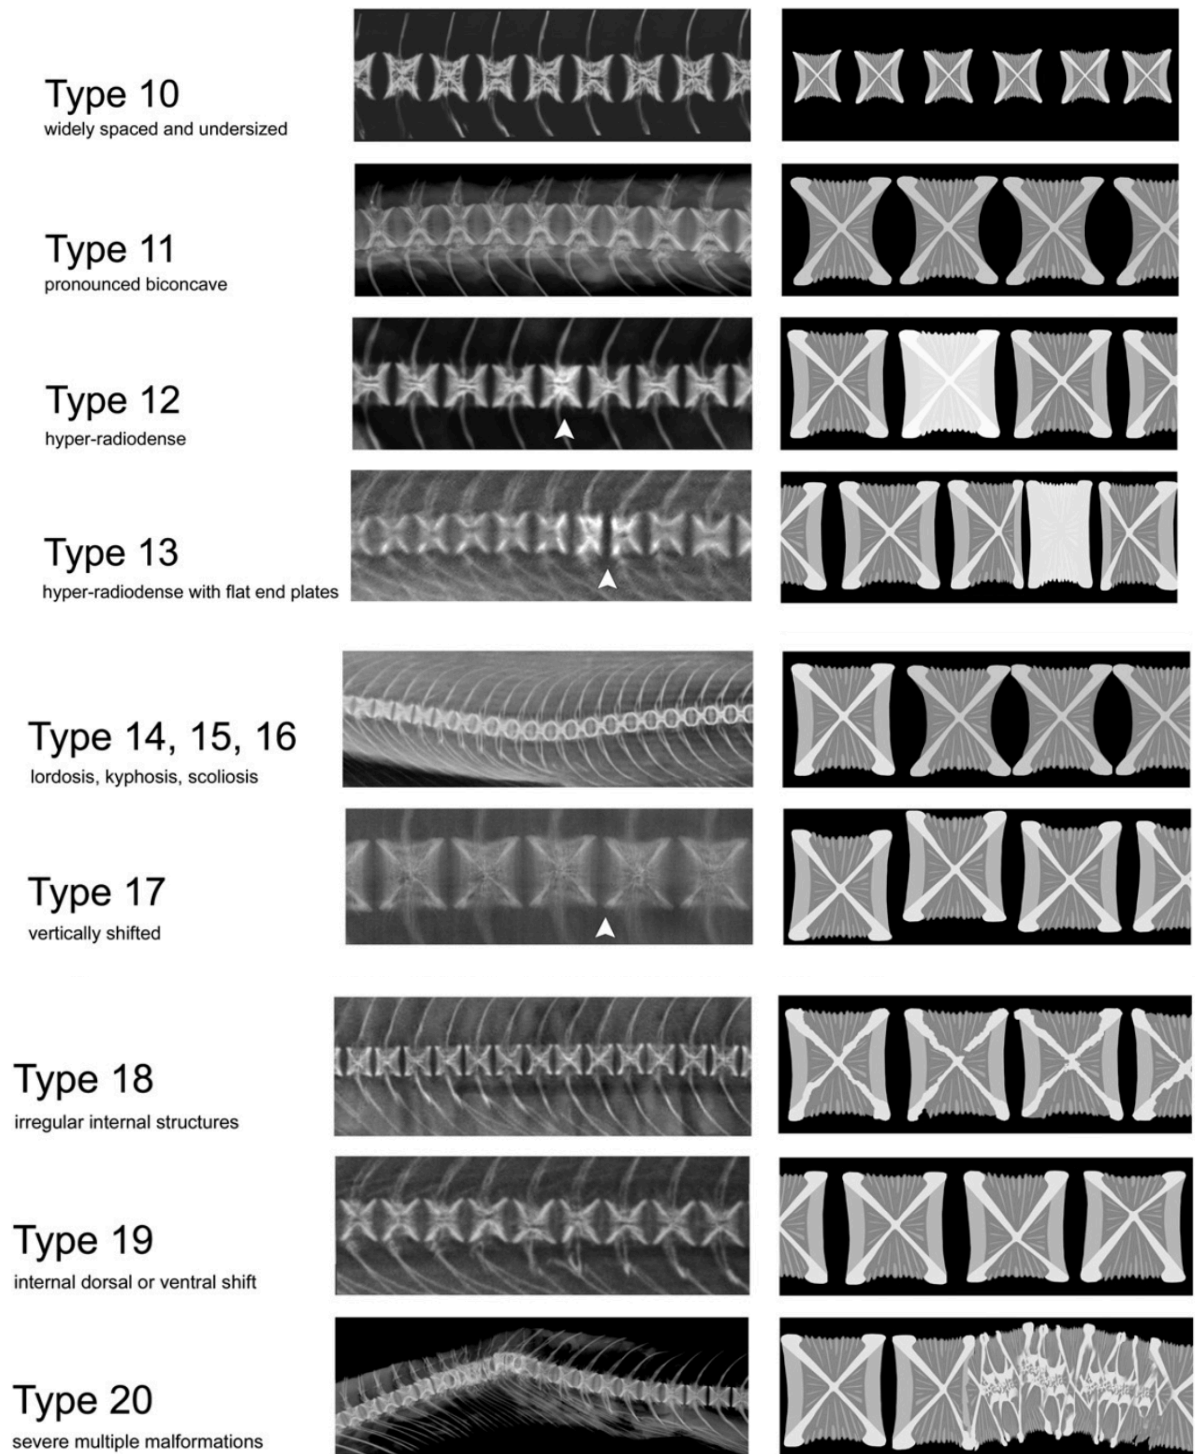 Type 10
widely spaced and undersized
Type 11
pronounced biconcave
Type 12
hyper-radiodense
Type 13
hyper-radiodense with flat end plates
Type 14, 15, 16
lordosis, kyphosis, scoliosis
Type 17
vertically shifted
Type 18
irregular internal structures
Type 19
internal dorsal or ventral shift
Type 20
severe multiple malformations